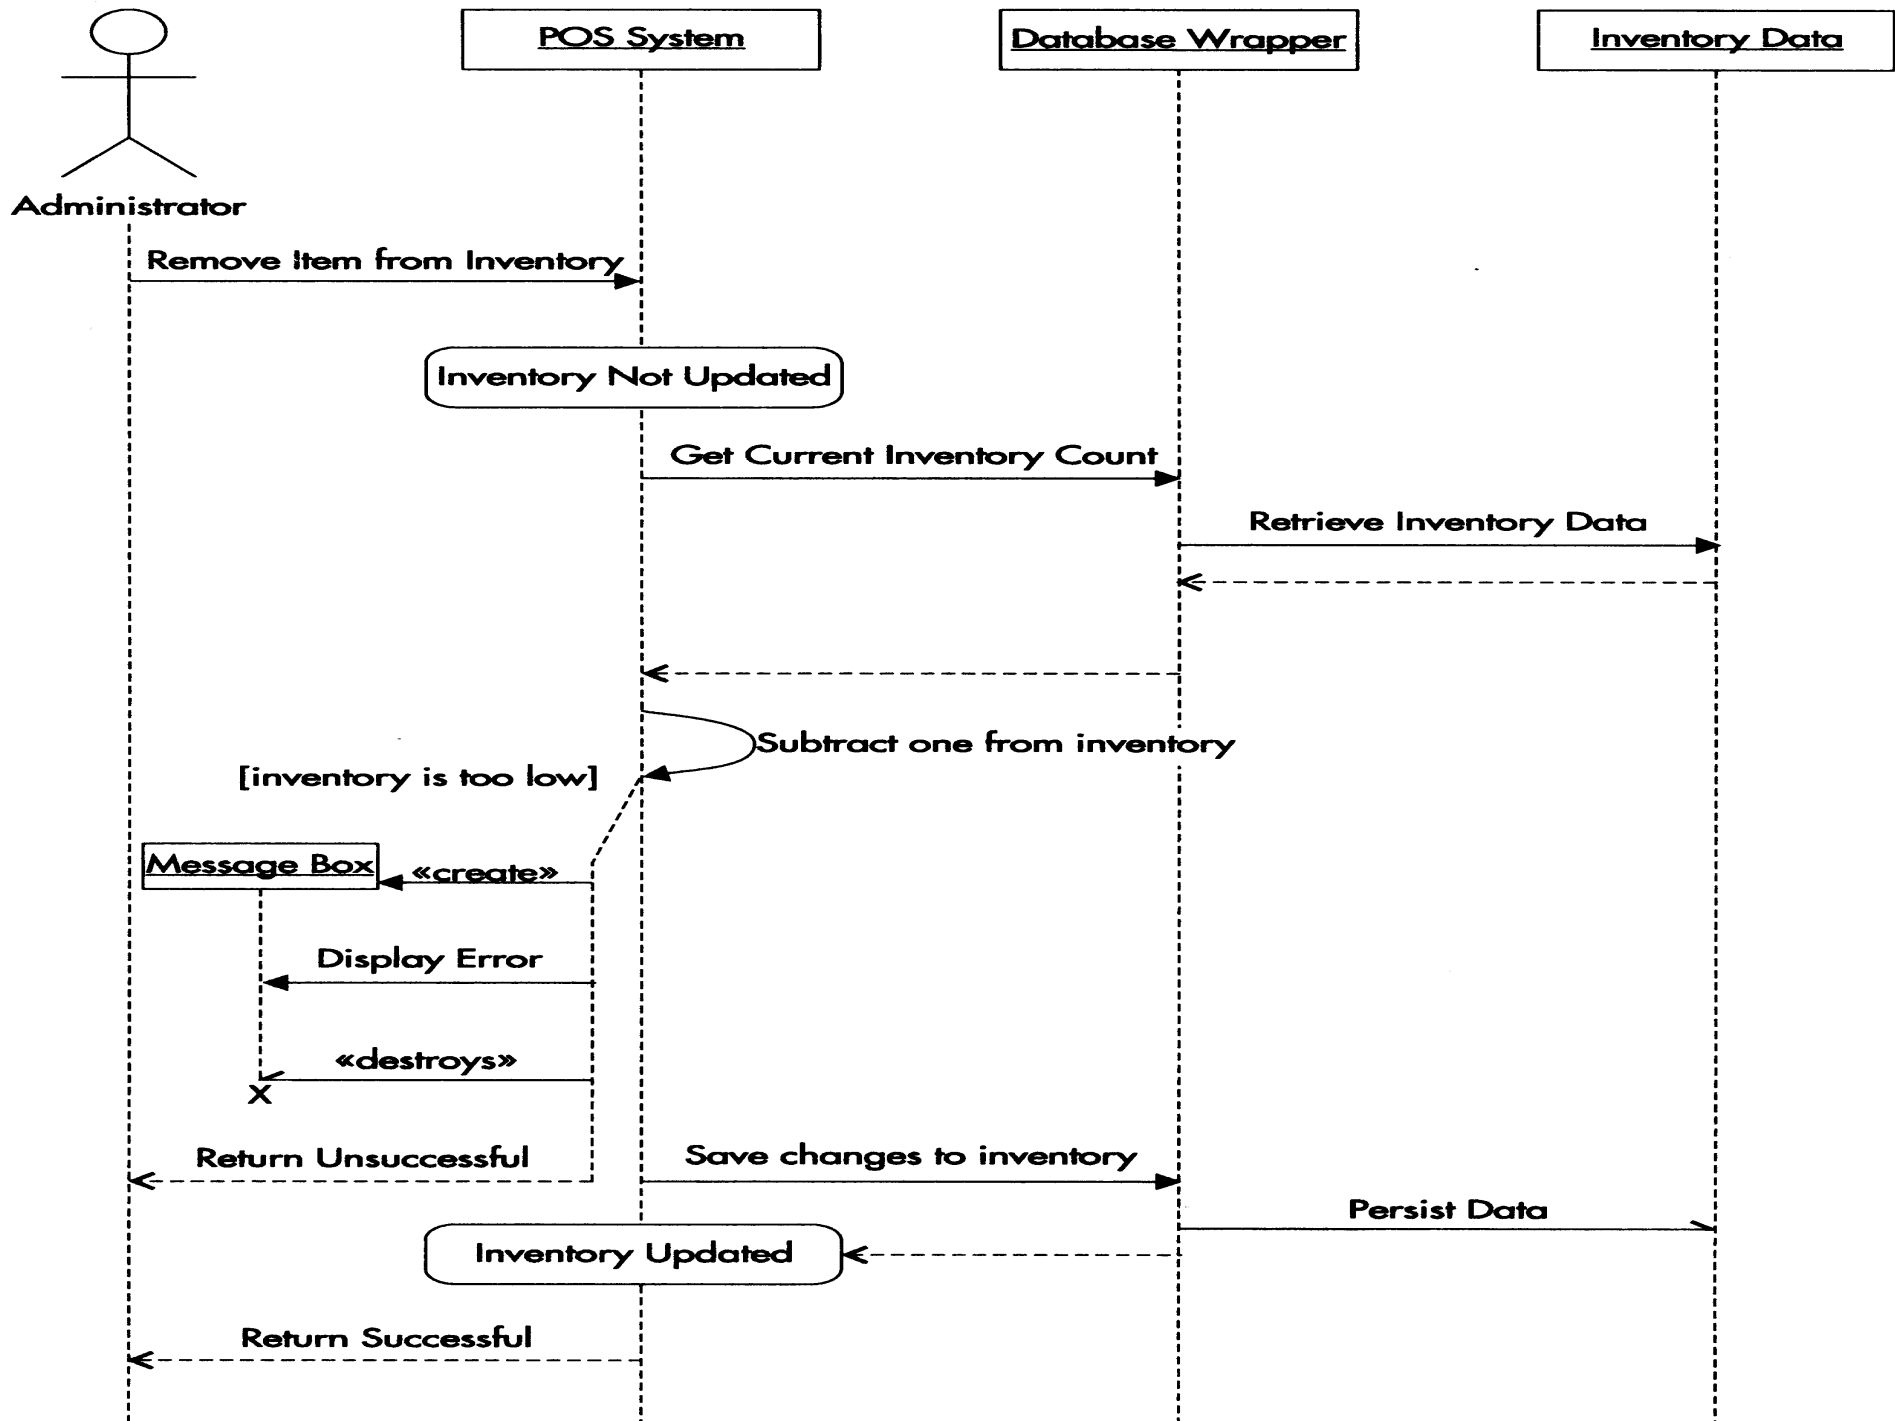 POS System
Database Wrapper
Inventory Data
Administrator
Remove Item from Inventory
Inventory Not Updated
Get Current Inventory Count
Retrieve Inventory Data
Subtract one from inventory
[inventory is too low]
Message Box
«create»
Display Error
«destroys»
X
Return Unsuccessful
Save changes to inventory
Persist Data
Inventory Updated
Return Successful